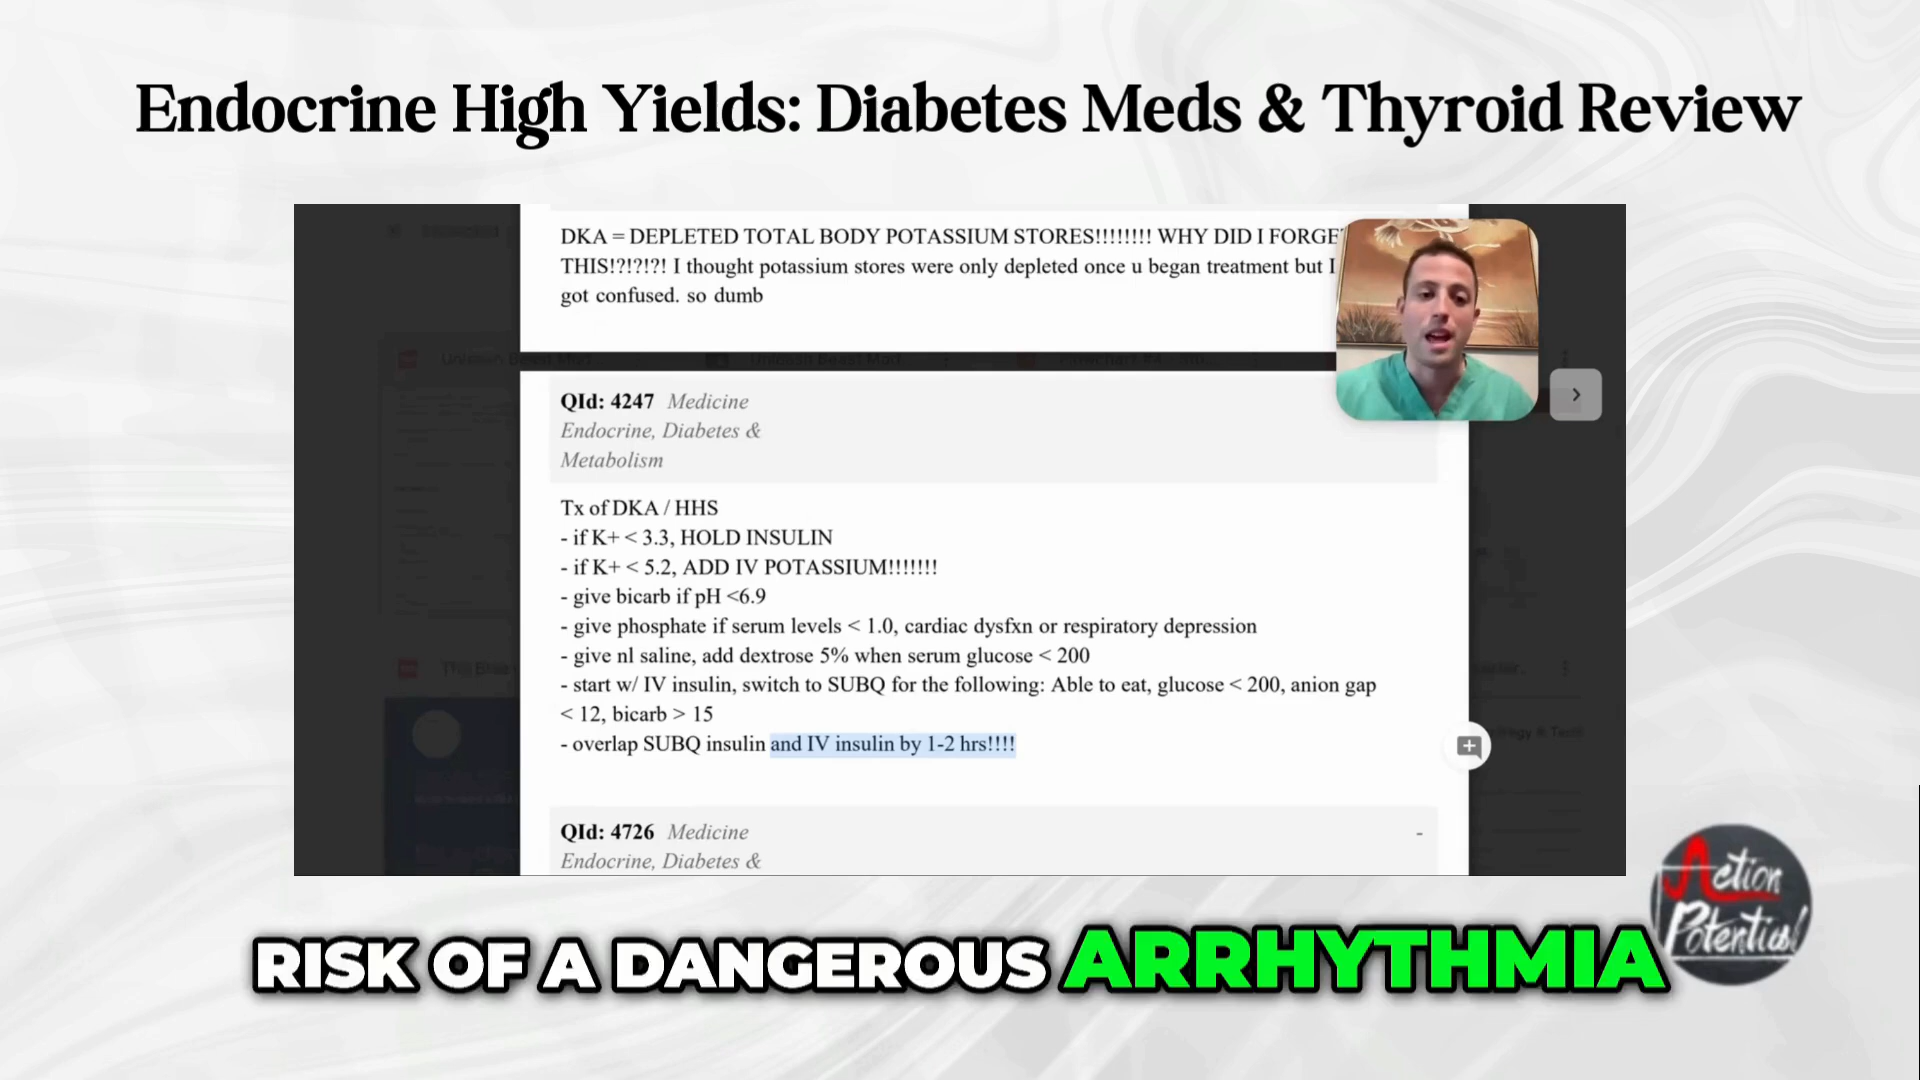 Endocrine High Yields: Diabetes Meds & Thyroid Review
DKA = DEPLETED TOTAL BODY POTASSIUM STORES!!!!!!!! WHY DID I FORGE
THIS!?!?!?! I thought potassium stores were only depleted once u began treatment but I
got confused. so dumb
QId: 4247 Medicine
Endocrine, Diabetes &
Metabolism
Tx of DKA / HHS
- if K+ < 3.3, HOLD INSULIN
- if K+ < 5.2, ADD IV POTASSIUM!!!!!!!
- give bicarb if pH <6.9
- give phosphate if serum levels < 1.0, cardiac dysfxn or respiratory depression
- give nl saline, add dextrose 5% when serum glucose < 200
- start w/ IV insulin, switch to SUBQ for the following: Able to eat, glucose < 200, anion gap
< 12, bicarb > 15
- overlap SUBQ insulin and IV insulin by 1-2 hrs!!!!
QId: 4726 Medicine -
Endocrine, Diabetes &
RISK OF A DANGEROUS ARRHYTHMIA
Action
Potential